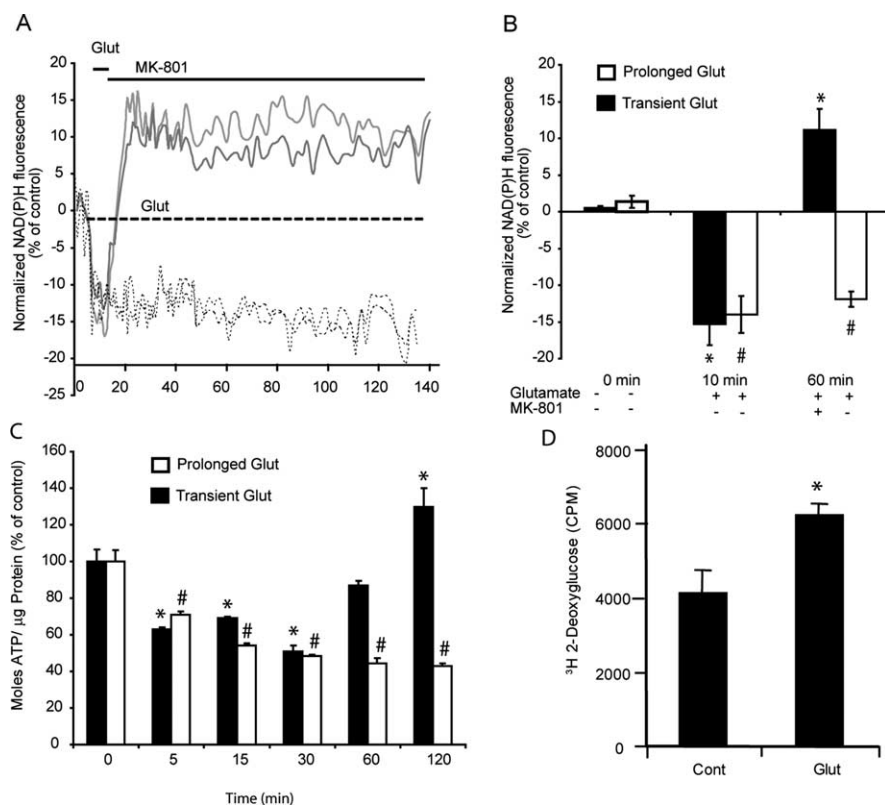 A
Glut
MK-801
Glut
Normalized NAD(P)H fluorescence
(% of control)
20
15
10
5
0
-5
-10
-15
-20
-25
0 20 40 60 80 100 120 140
B
Prolonged Glut
Transient Glut
Normalized NAD(P)H fluorescence
(% of control)
20
15
10
5
0
-5
-10
-15
-20
*
* # #
0 min 10 min 60 min
Glutamate - - + + + +
MK-801 - - - - + -
C
Prolonged Glut
Transient Glut
Moles ATP/ μg Protein (% of control)
160
140
120
100
80
60
40
20
0
* # * # * # # * #
0 5 15 30 60 120
Time (min)
D
³H 2-Deoxyglucose (CPM)
8000
6000
4000
2000
0
*
Cont Glut